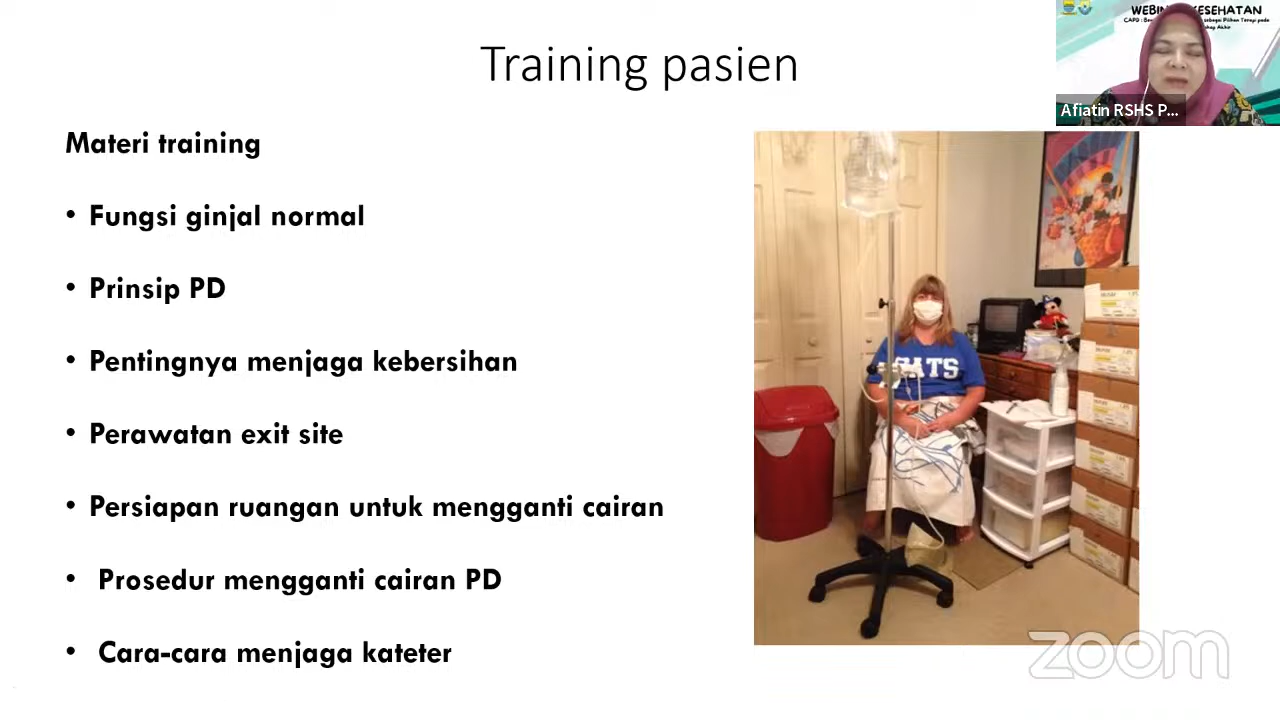 WEBIN KESEHATAN
Training pasien
Afiatin RSHS P...
Materi training
• Fungsi ginjal normal
• Prinsip PD
• Pentingnya menjaga kebersihan
• Perawatan exit site
• Persiapan ruangan untuk mengganti cairan
• Prosedur mengganti cairan PD
• Cara-cara menjaga kateter
zoom